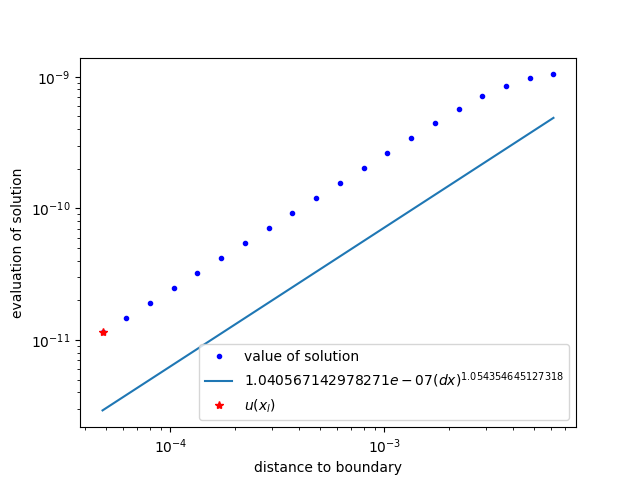 10⁻⁹
10⁻¹⁰
10⁻¹¹
evaluation of solution
value of solution
1.040567142978271e − 07(dx)¹·⁰⁵⁴³⁵⁴⁶⁴⁵¹²⁷³¹⁸
u(xₗ)
10⁻⁴
10⁻³
distance to boundary